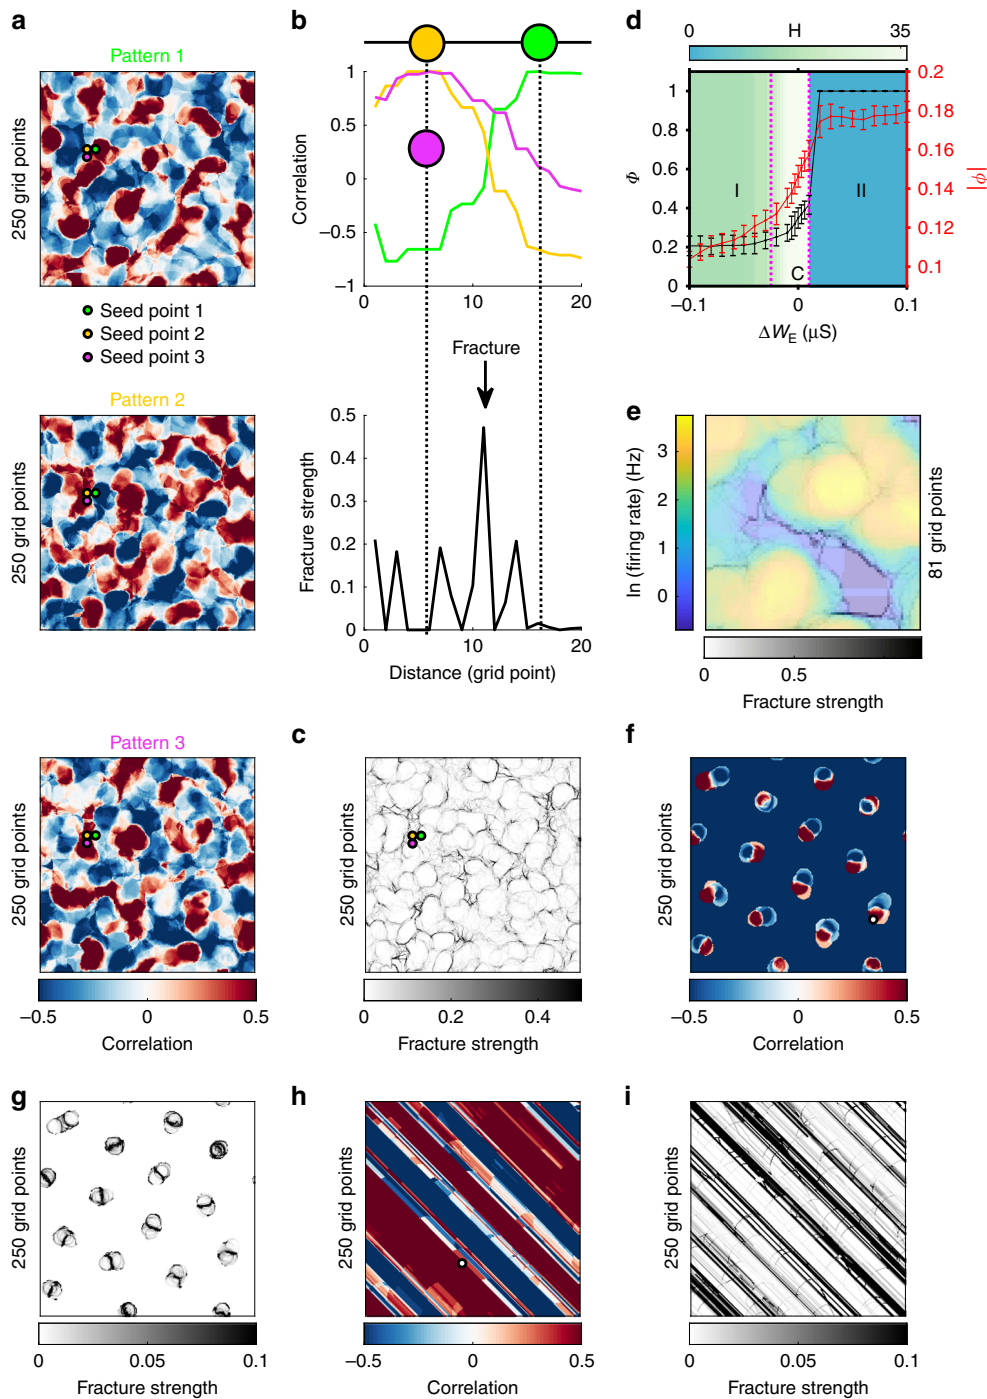 a
Pattern 1
250 grid points
Seed point 1
Seed point 2
Seed point 3
Pattern 2
250 grid points
Pattern 3
250 grid points
−0.5 0 0.5
Correlation
b
1
0.5
0
−0.5
−1
Correlation
0 10 20
Fracture
0.5
0.4
0.3
0.2
0.1
0
Fracture strength
0 10 20
Distance (grid point)
c
250 grid points
0 0.2 0.4
Fracture strength
d
0 H 35
1
0.8
0.6
0.4
0.2
0
Φ
I
II
C
0.2
0.18
0.16
0.14
0.12
0.1
|ϕ|
−0.1 0 0.1
ΔW_E (μS)
e
3
2
1
0
ln (firing rate) (Hz)
81 grid points
0 0.5
Fracture strength
f
250 grid points
−0.5 0 0.5
Correlation
g
250 grid points
0 0.05 0.1
Fracture strength
h
250 grid points
−0.5 0 0.5
Correlation
i
250 grid points
0 0.05 0.1
Fracture strength